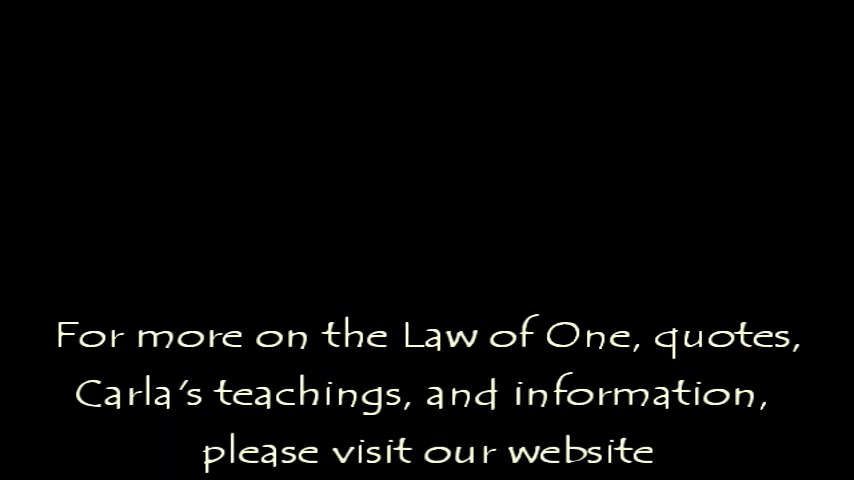 For more on the Law of One, quotes,
Carla's teachings, and information,
please visit our website